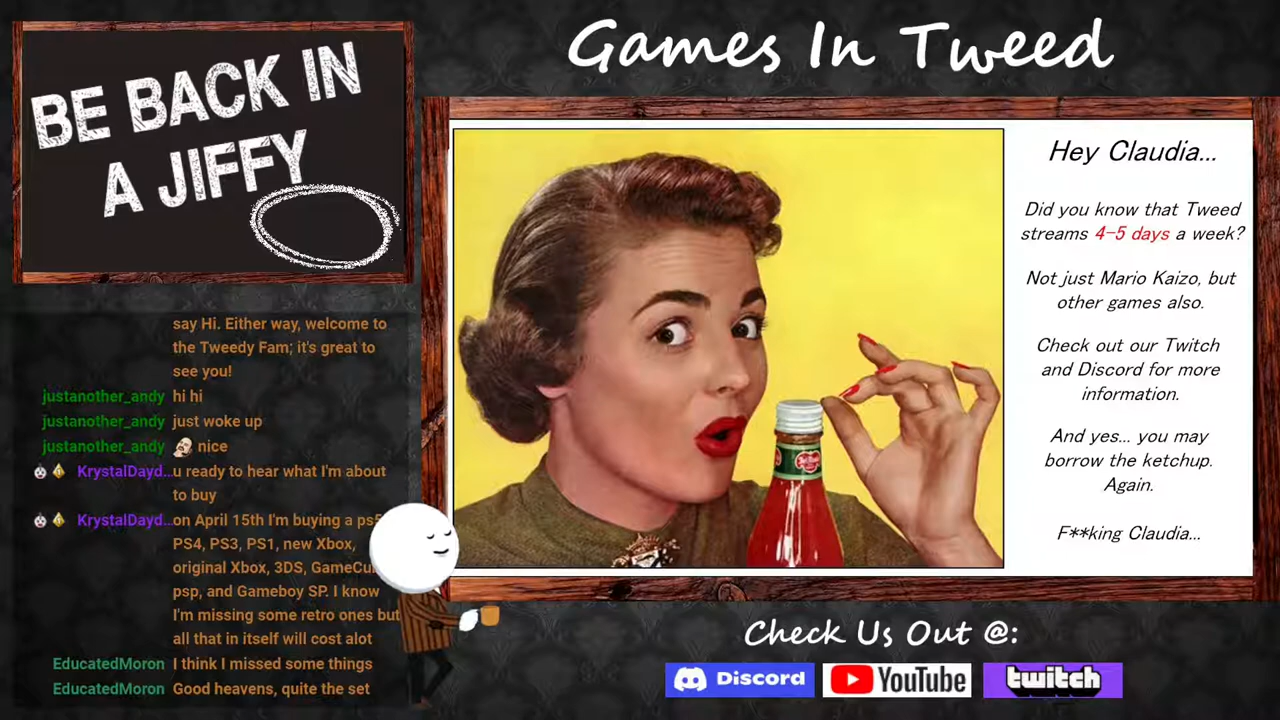 Games In Tweed
BE BACK IN
A JIFFY
Hey Claudia...
Did you know that Tweed
streams 4-5 days a week?
Not just Mario Kaizo, but
other games also.
Check out our Twitch
and Discord for more
information.
And yes... you may
borrow the ketchup.
Again.
F**king Claudia...
say Hi. Either way, welcome to
the Tweedy Fam; it's great to
see you!
justanother_andy hi hi
justanother_andy just woke up
justanother_andy nice
KrystalDayd... u ready to hear what I'm about
to buy
KrystalDayd... on April 15th I'm buying a ps5
PS4, PS3, PS1, new Xbox,
original Xbox, 3DS, GameCu
psp, and Gameboy SP. I know
I'm missing some retro ones but
all that in itself will cost alot
EducatedMoron I think I missed some things
EducatedMoron Good heavens, quite the set
Check Us Out @:
Discord
YouTube
twitch